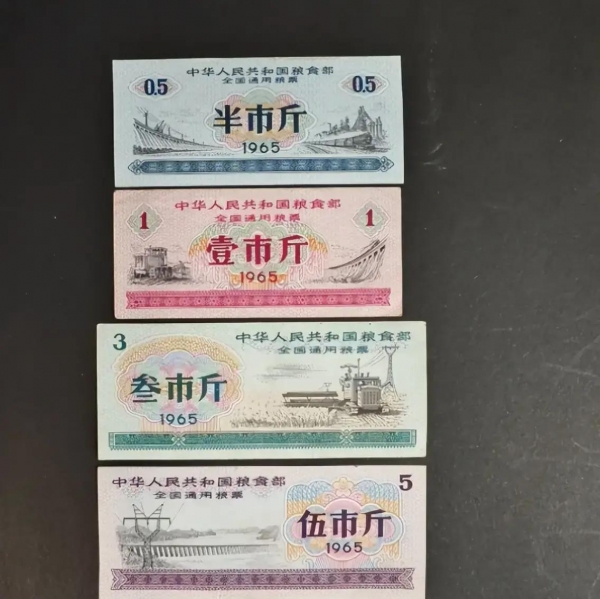 中华人民共和国粮食部
0.5 全国通用粮票 0.5
半市斤
1965
中华人民共和国粮食部
1 全国通用粮票 1
壹市斤
1965
3 中华人民共和国粮食部
全国通用粮票
叁市斤
1965
中华人民共和国粮食部 5
全国通用粮票
伍市斤
1965